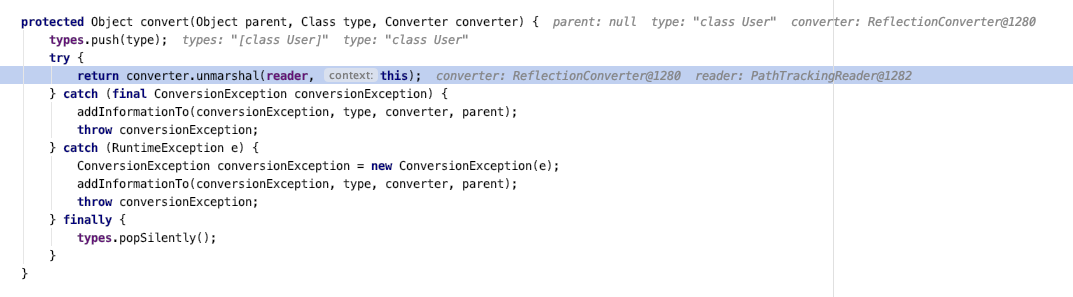 protected Object convert(Object parent, Class type, Converter converter) {  parent: null  type: "class User"  converter: ReflectionConverter@1280
    types.push(type);  types: "[class User]"  type: "class User"
    try {
        return converter.unmarshal(reader, context: this);  converter: ReflectionConverter@1280  reader: PathTrackingReader@1282
    } catch (final ConversionException conversionException) {
        addInformationTo(conversionException, type, converter, parent);
        throw conversionException;
    } catch (RuntimeException e) {
        ConversionException conversionException = new ConversionException(e);
        addInformationTo(conversionException, type, converter, parent);
        throw conversionException;
    } finally {
        types.popSilently();
    }
}